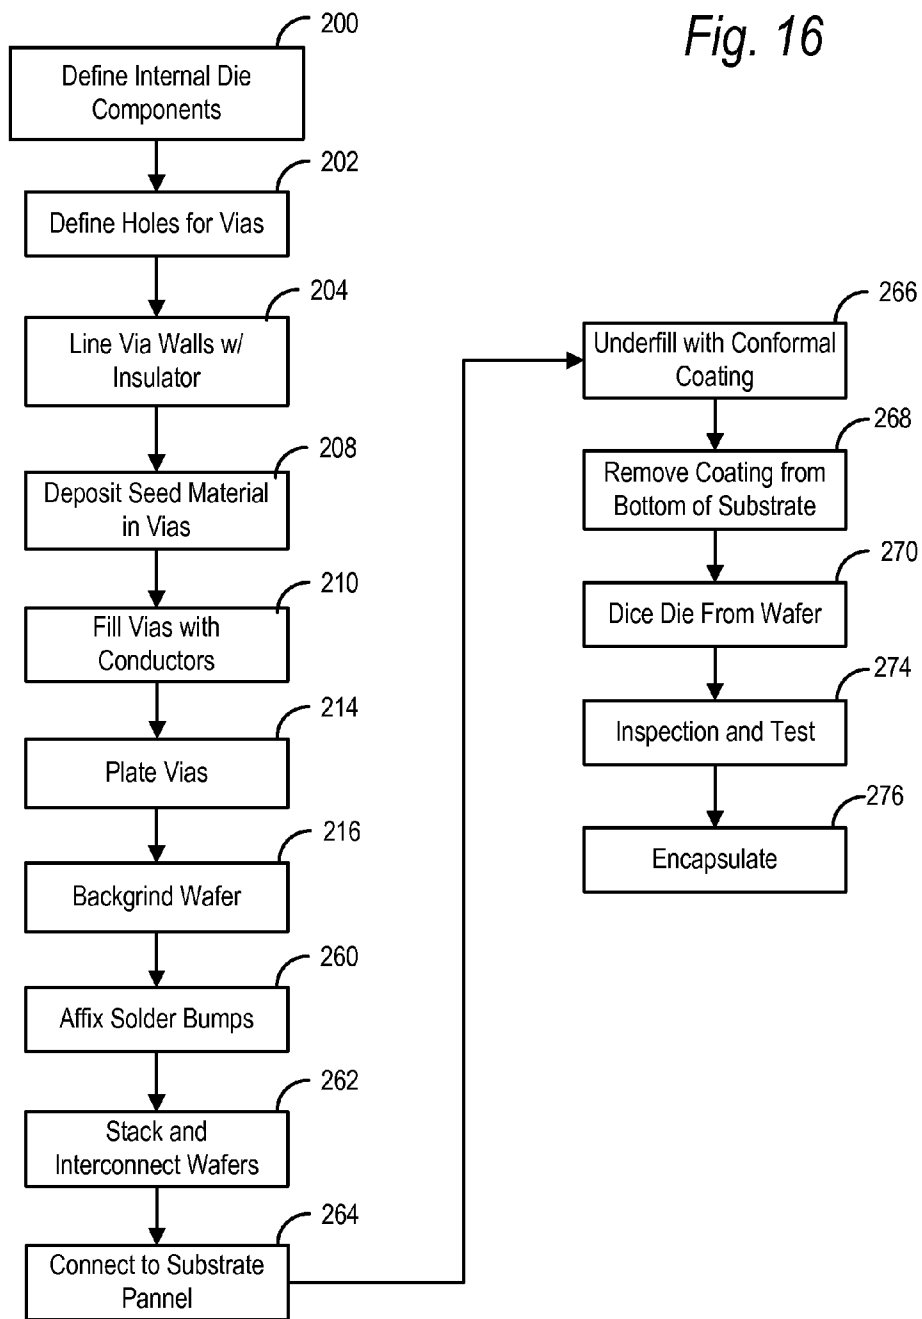 Fig. 16
200
Define Internal Die
Components
202
Define Holes for Vias
204
Line Via Walls w/
Insulator
208
Deposit Seed Material
in Vias
210
Fill Vias with
Conductors
214
Plate Vias
216
Backgrind Wafer
260
Affix Solder Bumps
262
Stack and
Interconnect Wafers
264
Connect to Substrate
Pannel
266
Underfill with Conformal
Coating
268
Remove Coating from
Bottom of Substrate
270
Dice Die From Wafer
274
Inspection and Test
276
Encapsulate